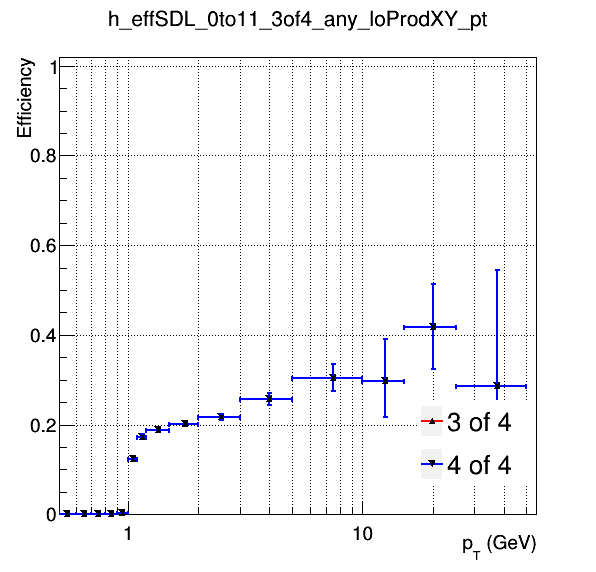 h_effSDL_0to11_3of4_any_loProdXY_pt
Efficiency
1
0.8
0.6
0.4
0.2
0
3 of 4
4 of 4
1
10
p_T (GeV)